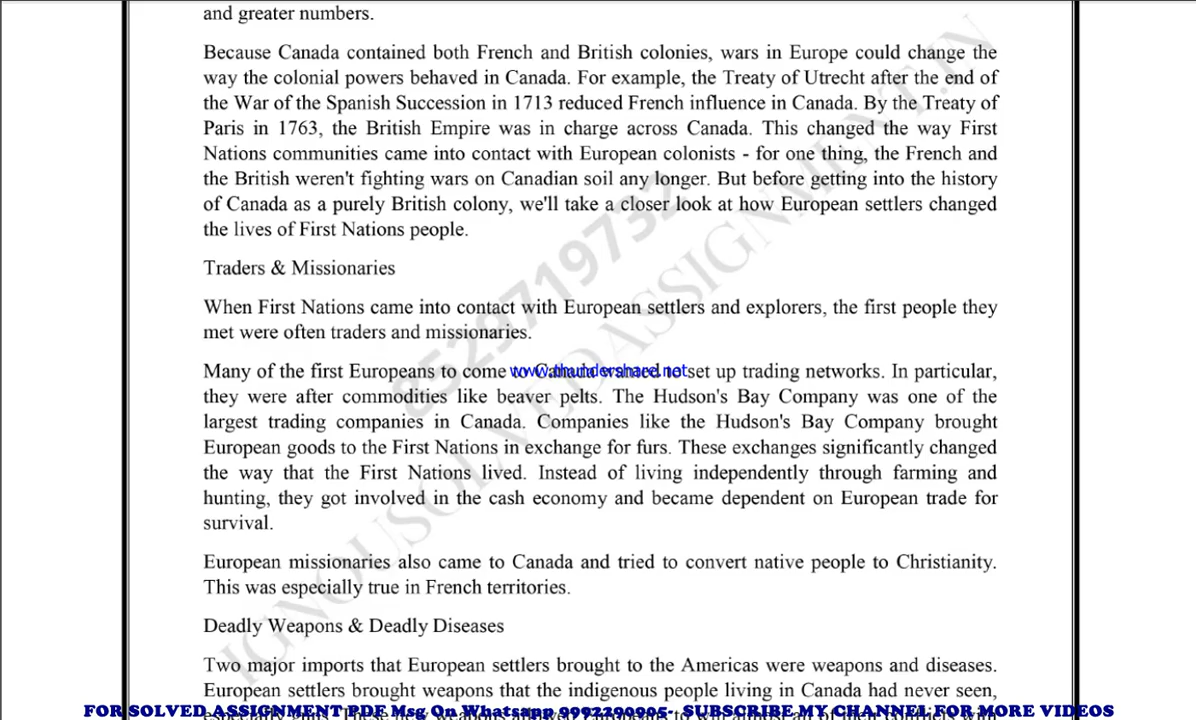 and greater numbers.
Because Canada contained both French and British colonies, wars in Europe could change the
way the colonial powers behaved in Canada. For example, the Treaty of Utrecht after the end of
the War of the Spanish Succession in 1713 reduced French influence in Canada. By the Treaty of
Paris in 1763, the British Empire was in charge across Canada. This changed the way First
Nations communities came into contact with European colonists - for one thing, the French and
the British weren't fighting wars on Canadian soil any longer. But before getting into the history
of Canada as a purely British colony, we'll take a closer look at how European settlers changed
the lives of First Nations people.
Traders & Missionaries
When First Nations came into contact with European settlers and explorers, the first people they
met were often traders and missionaries.
Many of the first Europeans to come www.thundershare.net set up trading networks. In particular,
they were after commodities like beaver pelts. The Hudson's Bay Company was one of the
largest trading companies in Canada. Companies like the Hudson's Bay Company brought
European goods to the First Nations in exchange for furs. These exchanges significantly changed
the way that the First Nations lived. Instead of living independently through farming and
hunting, they got involved in the cash economy and became dependent on European trade for
survival.
European missionaries also came to Canada and tried to convert native people to Christianity.
This was especially true in French territories.
Deadly Weapons & Deadly Diseases
Two major imports that European settlers brought to the Americas were weapons and diseases.
European settlers brought weapons that the indigenous people living in Canada had never seen,
FOR SOLVED ASSIGNMENT PDF Msg On Whatsapp 9992290905- SUBSCRIBE MY CHANNEL FOR MORE VIDEOS
8529719732
IGNOUSOLVEDASSIGNMENT.IN